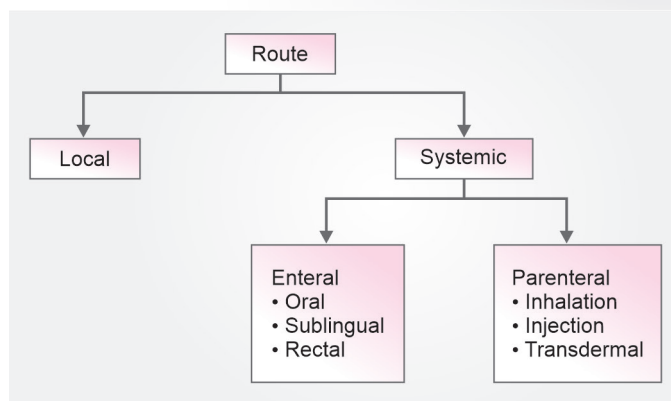 Route
Local
Systemic
Enteral
• Oral
• Sublingual
• Rectal
Parenteral
• Inhalation
• Injection
• Transdermal